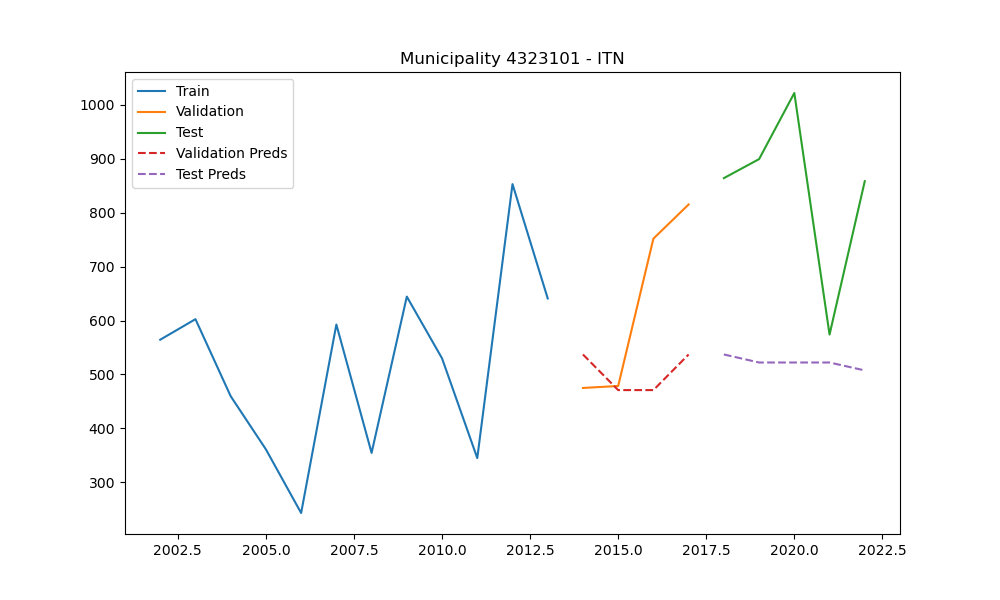 Municipality 4323101 - ITN
Train
Validation
Test
Validation Preds
Test Preds
1000
900
800
700
600
500
400
300
2002.5 2005.0 2007.5 2010.0 2012.5 2015.0 2017.5 2020.0 2022.5